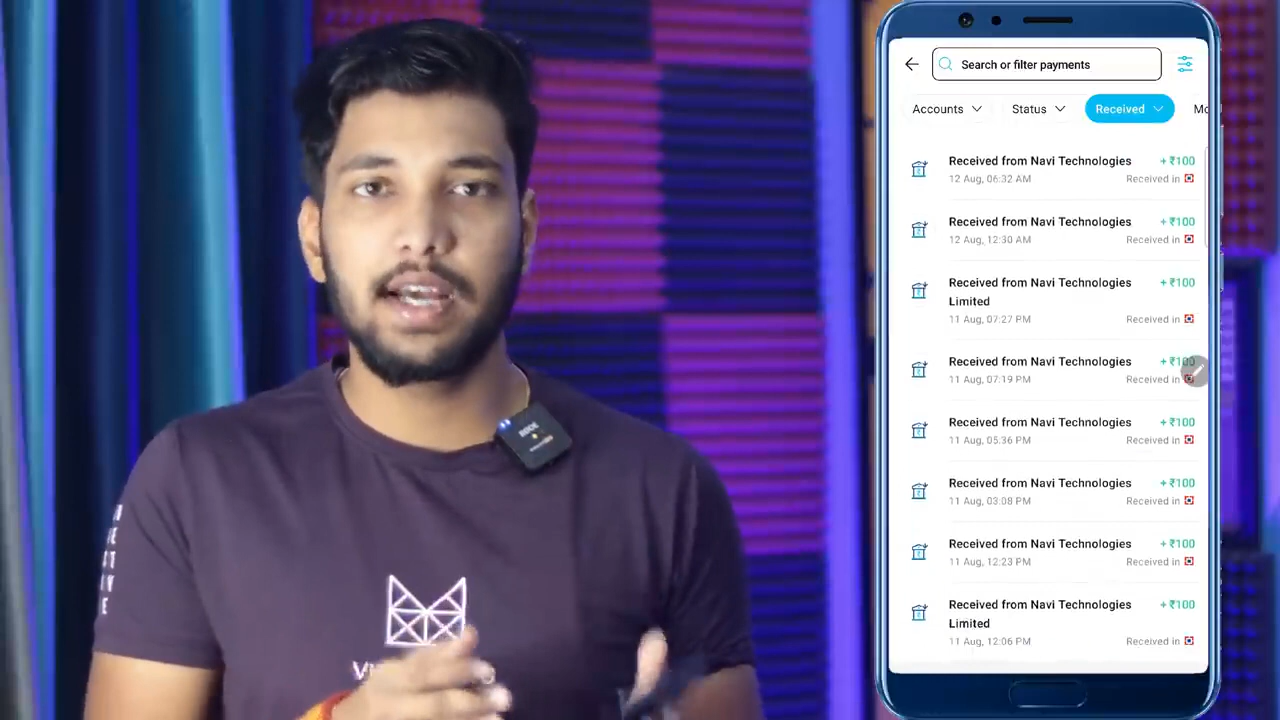 Search or filter payments
Accounts
Status
Received
Received from Navi Technologies
+ ₹100
12 Aug, 06:32 AM
Received in
Received from Navi Technologies
+ ₹100
12 Aug, 12:30 AM
Received in
Received from Navi Technologies
+ ₹100
Limited
11 Aug, 07:27 PM
Received in
Received from Navi Technologies
+ ₹100
11 Aug, 07:19 PM
Received in
Received from Navi Technologies
+ ₹100
11 Aug, 05:36 PM
Received in
Received from Navi Technologies
+ ₹100
11 Aug, 03:08 PM
Received in
Received from Navi Technologies
+ ₹100
11 Aug, 12:23 PM
Received in
Received from Navi Technologies
+ ₹100
Limited
11 Aug, 12:06 PM
Received in
RODE